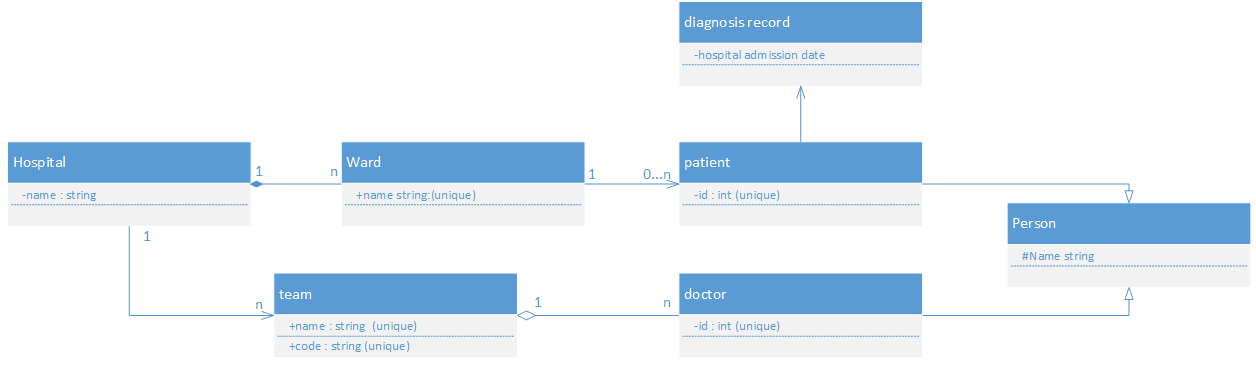 diagnosis record
-hospital admission date
Hospital
-name : string
1
n
Ward
+name string:(unique)
1
0...n
patient
-id : int (unique)
Person
#Name string
1
n
team
+name : string  (unique)
+code : string (unique)
1
n
doctor
-id : int (unique)